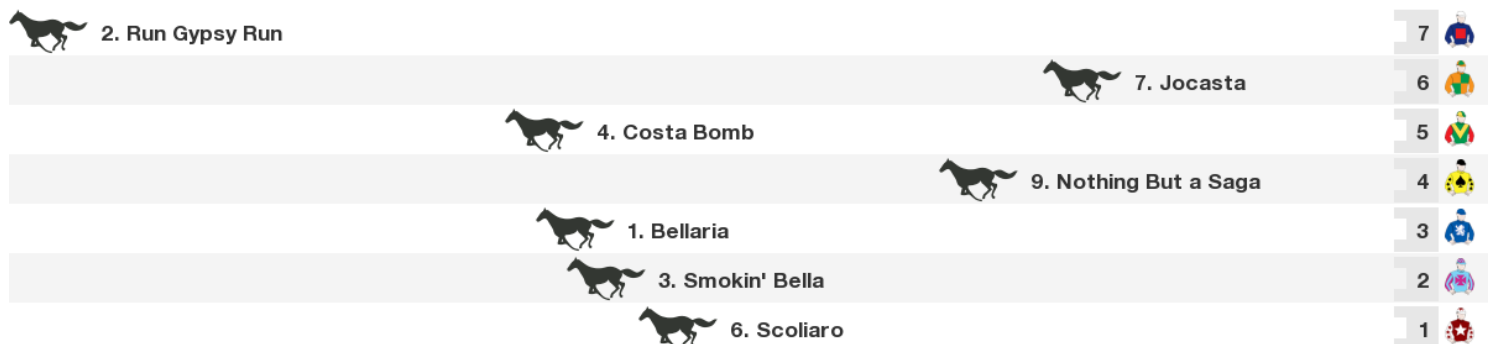 2. Run Gypsy Run 7
7. Jocasta 6
4. Costa Bomb 5
9. Nothing But a Saga 4
1. Bellaria 3
3. Smokin' Bella 2
6. Scoliaro 1